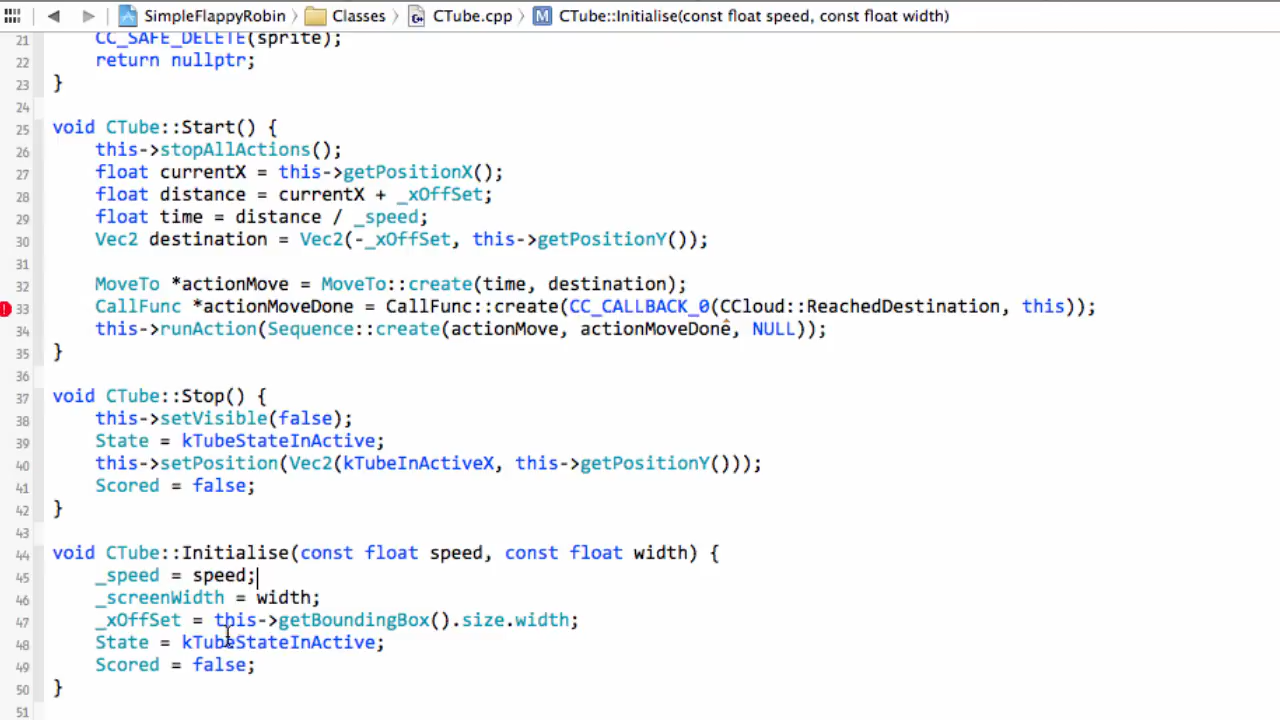 SimpleFlappyRobin Classes CTube.cpp M CTube::Initialise(const float speed, const float width)
21 CC_SAFE_DELETE(sprite);
22 return nullptr;
23 }
24
25 void CTube::Start() {
26 this->stopAllActions();
27 float currentX = this->getPositionX();
28 float distance = currentX + _xOffSet;
29 float time = distance / _speed;
30 Vec2 destination = Vec2(-_xOffSet, this->getPositionY());
31
32 MoveTo *actionMove = MoveTo::create(time, destination);
33 CallFunc *actionMoveDone = CallFunc::create(CC_CALLBACK_0(CCloud::ReachedDestination, this));
34 this->runAction(Sequence::create(actionMove, actionMoveDone, NULL));
35 }
36
37 void CTube::Stop() {
38 this->setVisible(false);
39 State = kTubeStateInActive;
40 this->setPosition(Vec2(kTubeInActiveX, this->getPositionY()));
41 Scored = false;
42 }
43
44 void CTube::Initialise(const float speed, const float width) {
45 _speed = speed;
46 _screenWidth = width;
47 _xOffSet = this->getBoundingBox().size.width;
48 State = kTubeStateInActive;
49 Scored = false;
50 }
51